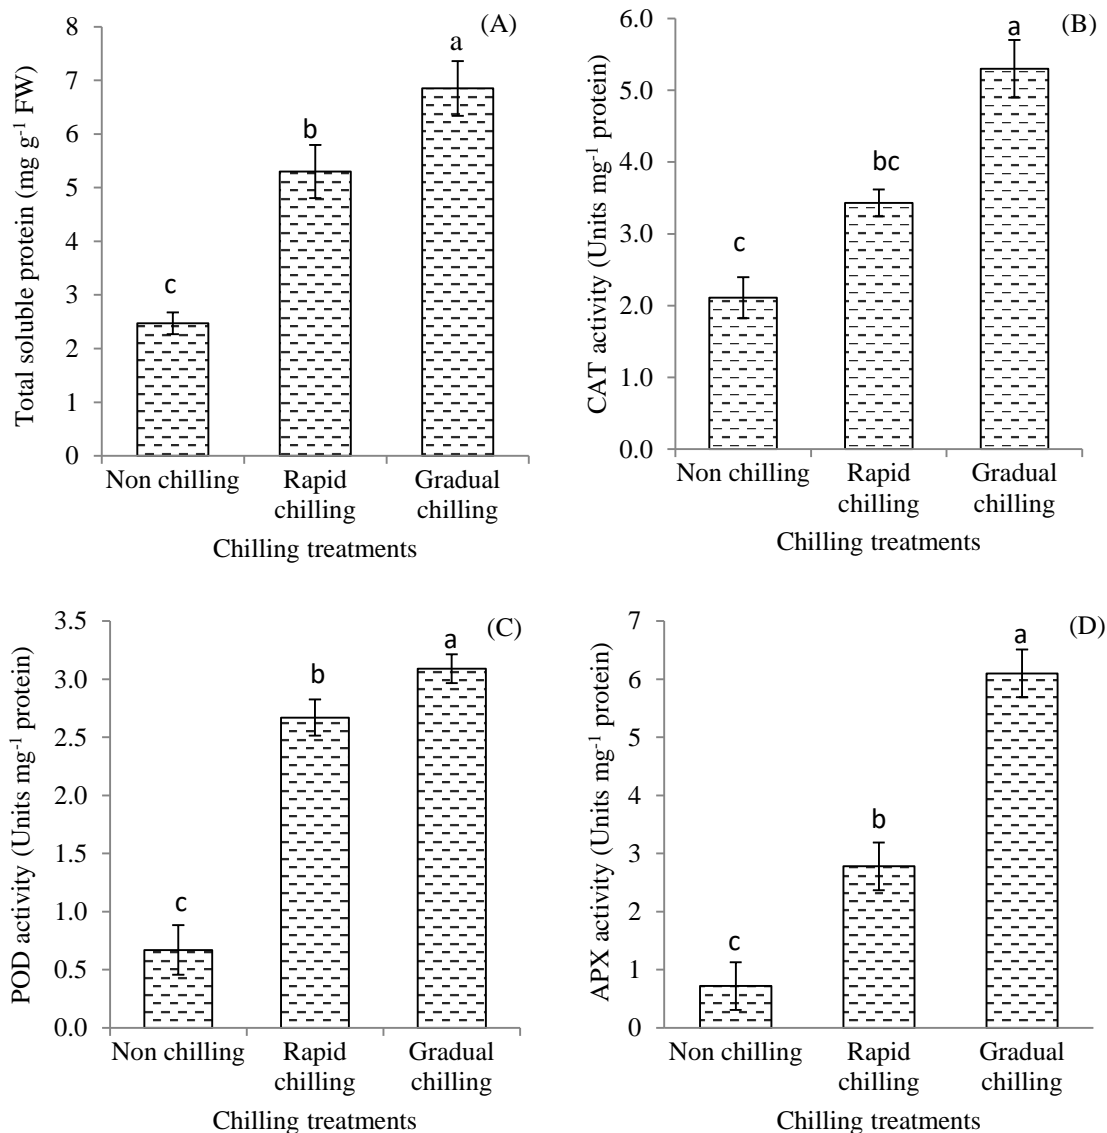 (A)
Total soluble protein (mg g-1 FW)
8
7
6
5
4
3
2
1
0
c
b
a
Non chilling
Rapid
chilling
Gradual
chilling
Chilling treatments
(B)
CAT activity (Units mg-1 protein)
6.0
5.0
4.0
3.0
2.0
1.0
0.0
c
bc
a
Non chilling
Rapid
chilling
Gradual
chilling
Chilling treatments
(C)
POD activity (Units mg-1 protein)
3.5
3.0
2.5
2.0
1.5
1.0
0.5
0.0
c
b
a
Non chilling
Rapid
chilling
Gradual
chilling
Chilling treatments
(D)
APX activity (Units mg-1 protein)
7
6
5
4
3
2
1
0
c
b
a
Non chilling
Rapid
chilling
Gradual
chilling
Chilling treatments